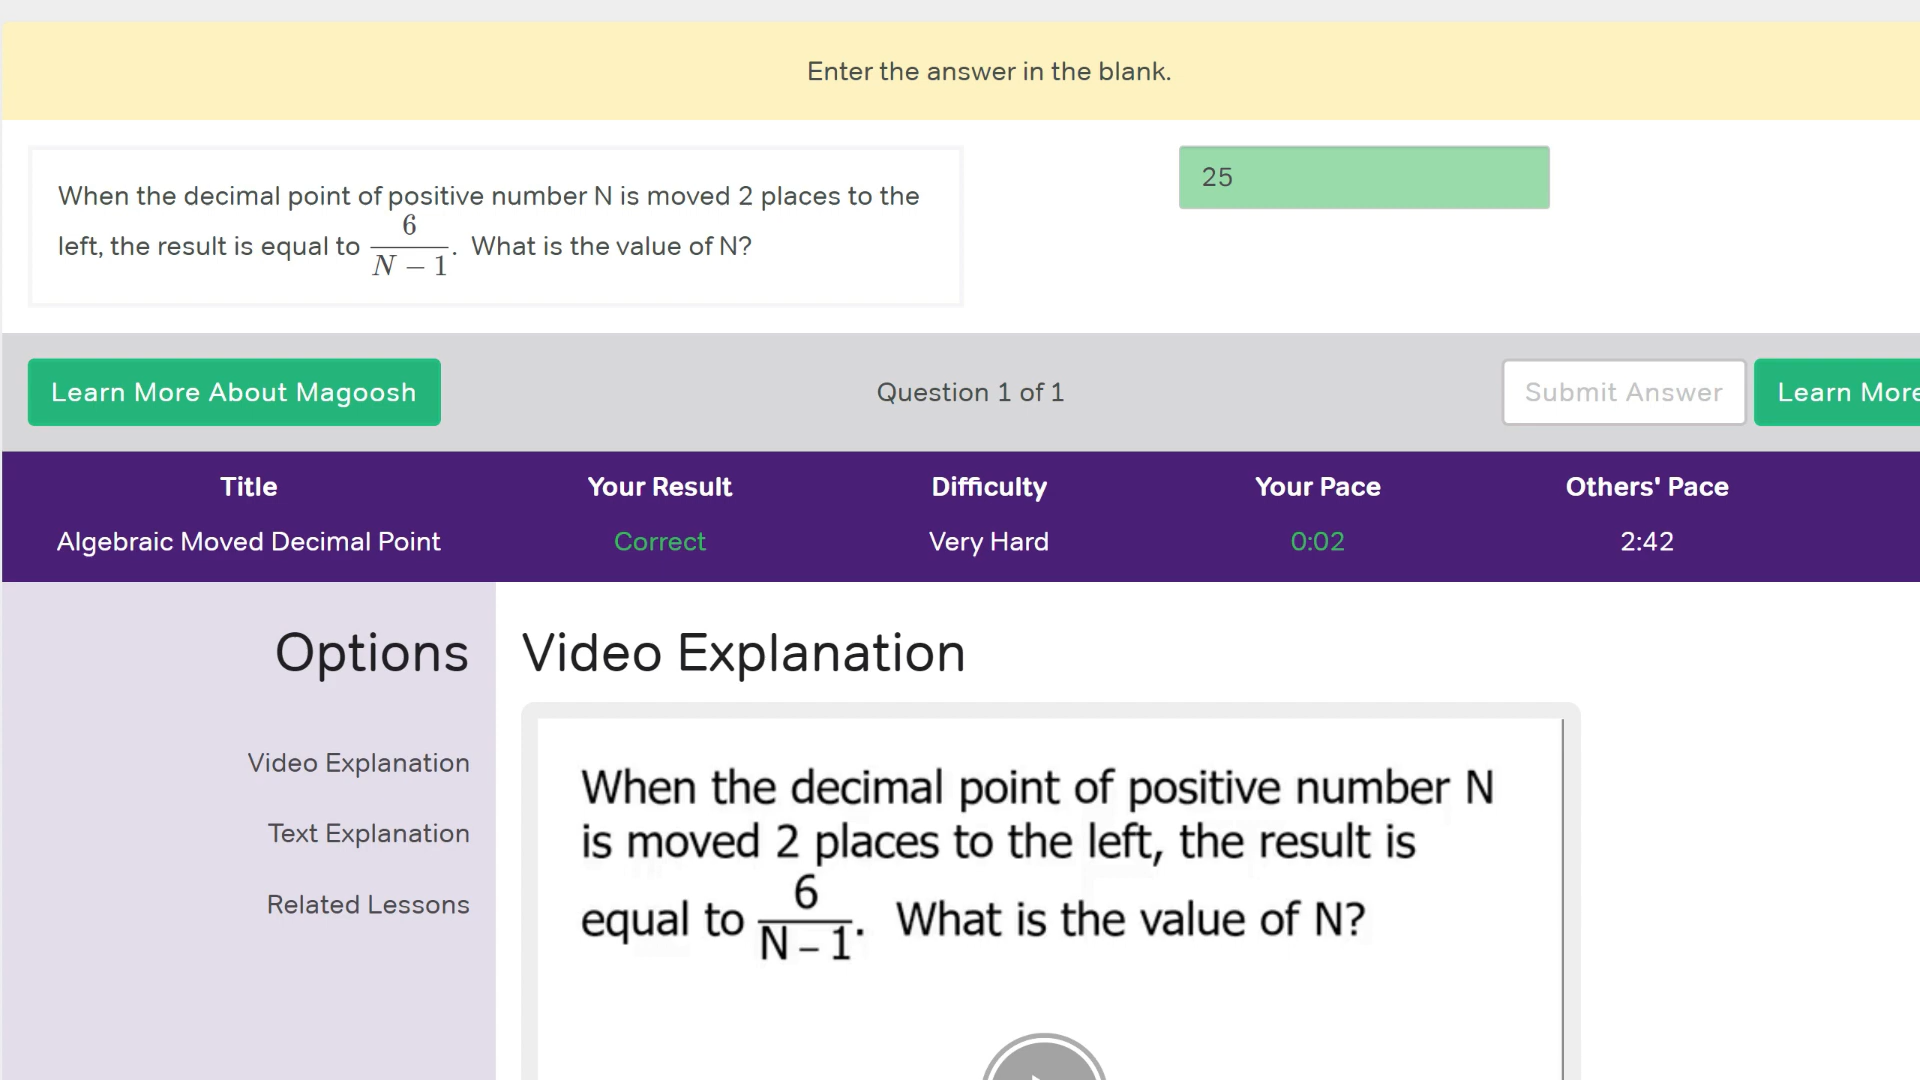 Enter the answer in the blank.
When the decimal point of positive number N is moved 2 places to the
left, the result is equal to 6/(N − 1). What is the value of N?
25
Learn More About Magoosh
Question 1 of 1
Submit Answer
Learn More
Title
Your Result
Difficulty
Your Pace
Others' Pace
Algebraic Moved Decimal Point
Correct
Very Hard
0:02
2:42
Options
Video Explanation
Text Explanation
Related Lessons
Video Explanation
When the decimal point of positive number N
is moved 2 places to the left, the result is
equal to 6/(N – 1). What is the value of N?